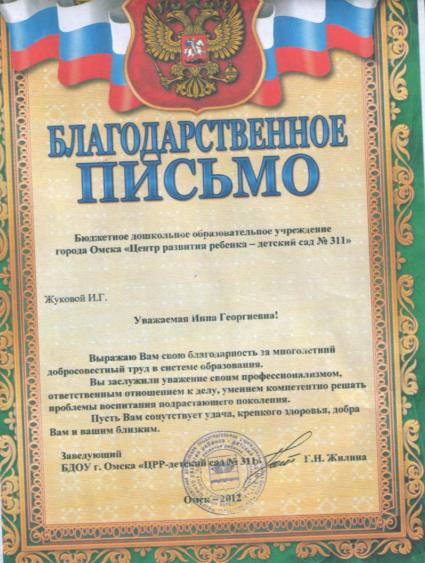 БЛАГОДАРСТВЕННОЕ
ПИСЬМО
Бюджетное дошкольное образовательное учреждение
города Омска «Центр развития ребенка – детский сад № 311»
Жуковой И.Г.
Уважаемая Инна Георгиевна!
Выражаю Вам свою благодарность за многолетний
добросовестный труд в системе образования.
Вы заслужили уважение своим профессионализмом,
ответственным отношением к делу, умением компетентно решать
проблемы воспитания подрастающего поколения.
Пусть Вам сопутствует удача, крепкого здоровья, добра
Вам и вашим близким.
Заведующий
БДОУ г. Омска «ЦРР-детский сад № 311» Г.Н. Жилина
Омск – 2012